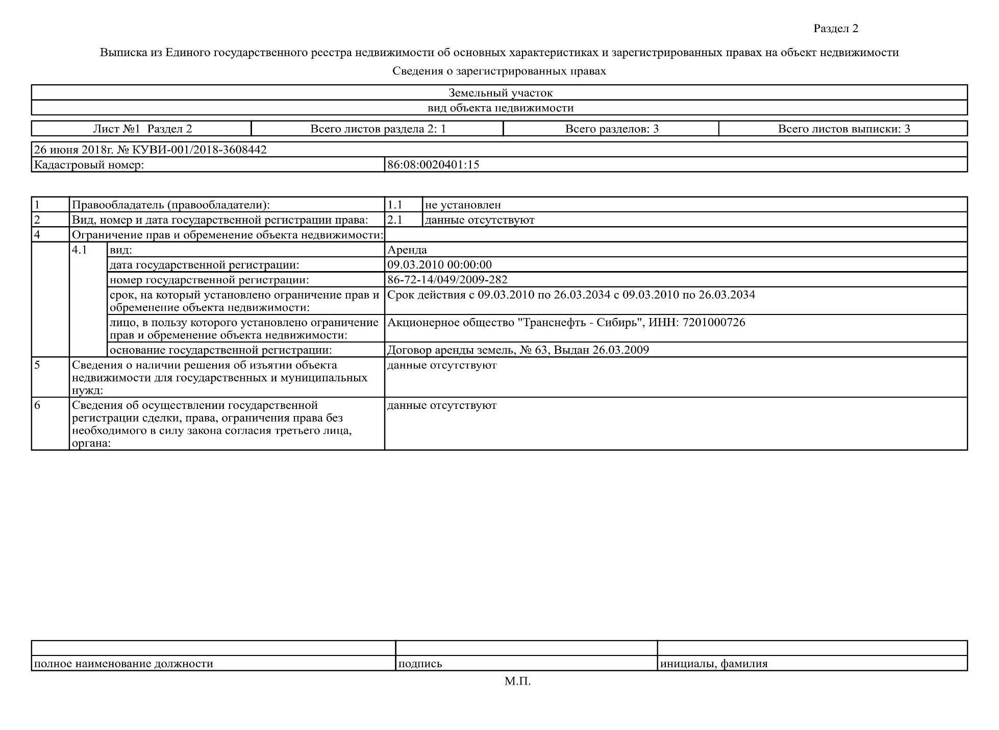 Раздел 2
Выписка из Единого государственного реестра недвижимости об основных характеристиках и зарегистрированных правах на объект недвижимости
Сведения о зарегистрированных правах
Земельный участок
вид объекта недвижимости
Лист №1 Раздел 2 Всего листов раздела 2: 1 Всего разделов: 3 Всего листов выписки: 3
26 июня 2018г. № КУВИ-001/2018-3608442
Кадастровый номер: 86:08:0020401:15
1 Правообладатель (правообладатели): 1.1 не установлен
2 Вид, номер и дата государственной регистрации права: 2.1 данные отсутствуют
4 Ограничение прав и обременение объекта недвижимости:
4.1 вид: Аренда
дата государственной регистрации: 09.03.2010 00:00:00
номер государственной регистрации: 86-72-14/049/2009-282
срок, на который установлено ограничение прав и Срок действия с 09.03.2010 по 26.03.2034 с 09.03.2010 по 26.03.2034
обременение объекта недвижимости:
лицо, в пользу которого установлено ограничение Акционерное общество "Транснефть - Сибирь", ИНН: 7201000726
прав и обременение объекта недвижимости:
основание государственной регистрации: Договор аренды земель, № 63, Выдан 26.03.2009
5 Сведения о наличии решения об изъятии объекта данные отсутствуют
недвижимости для государственных и муниципальных
нужд:
6 Сведения об осуществлении государственной данные отсутствуют
регистрации сделки, права, ограничения права без
необходимого в силу закона согласия третьего лица,
органа:
полное наименование должности подпись инициалы, фамилия
М.П.